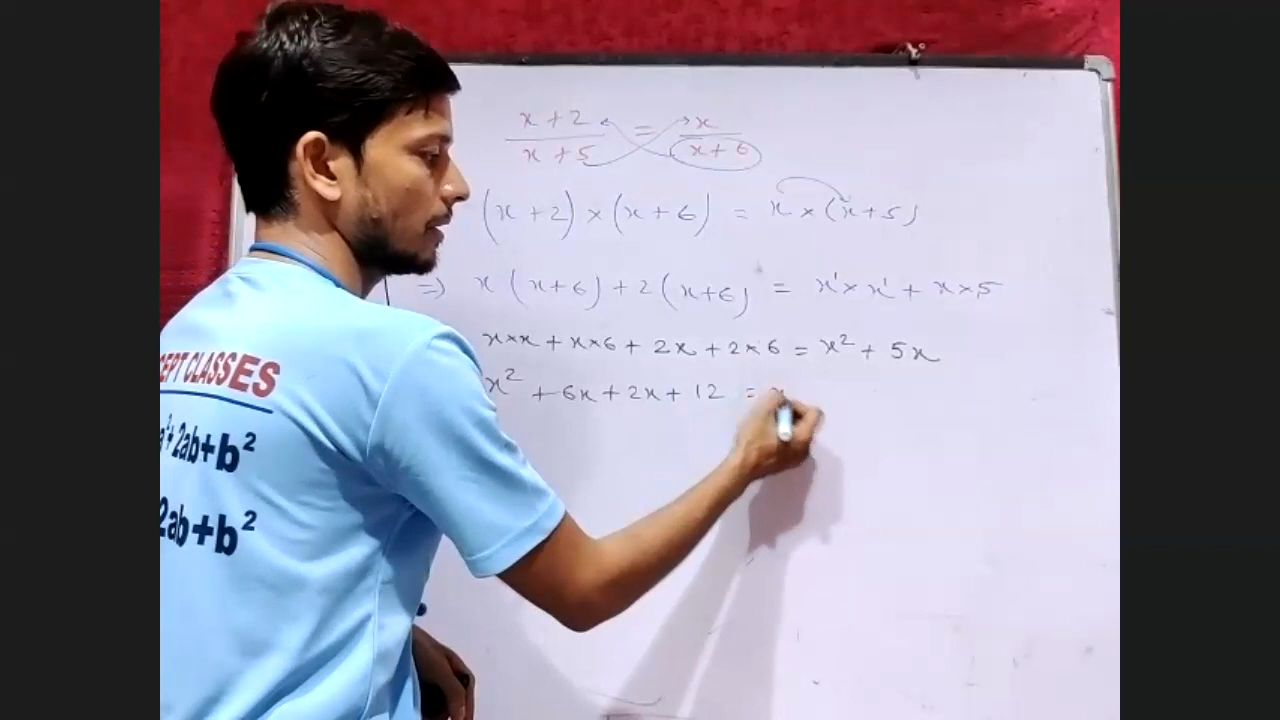 x + 2 = x
x + 5 x + 6
(x + 2) × (x + 6) = x × (x + 5)
⇒ x (x + 6) + 2 (x + 6) = x¹ × x¹ + x × 5
x × x + x × 6 + 2x + 2 × 6 = x² + 5x
x² + 6x + 2x + 12 = x
EPT CLASSES
a²+2ab+b²
2ab+b²